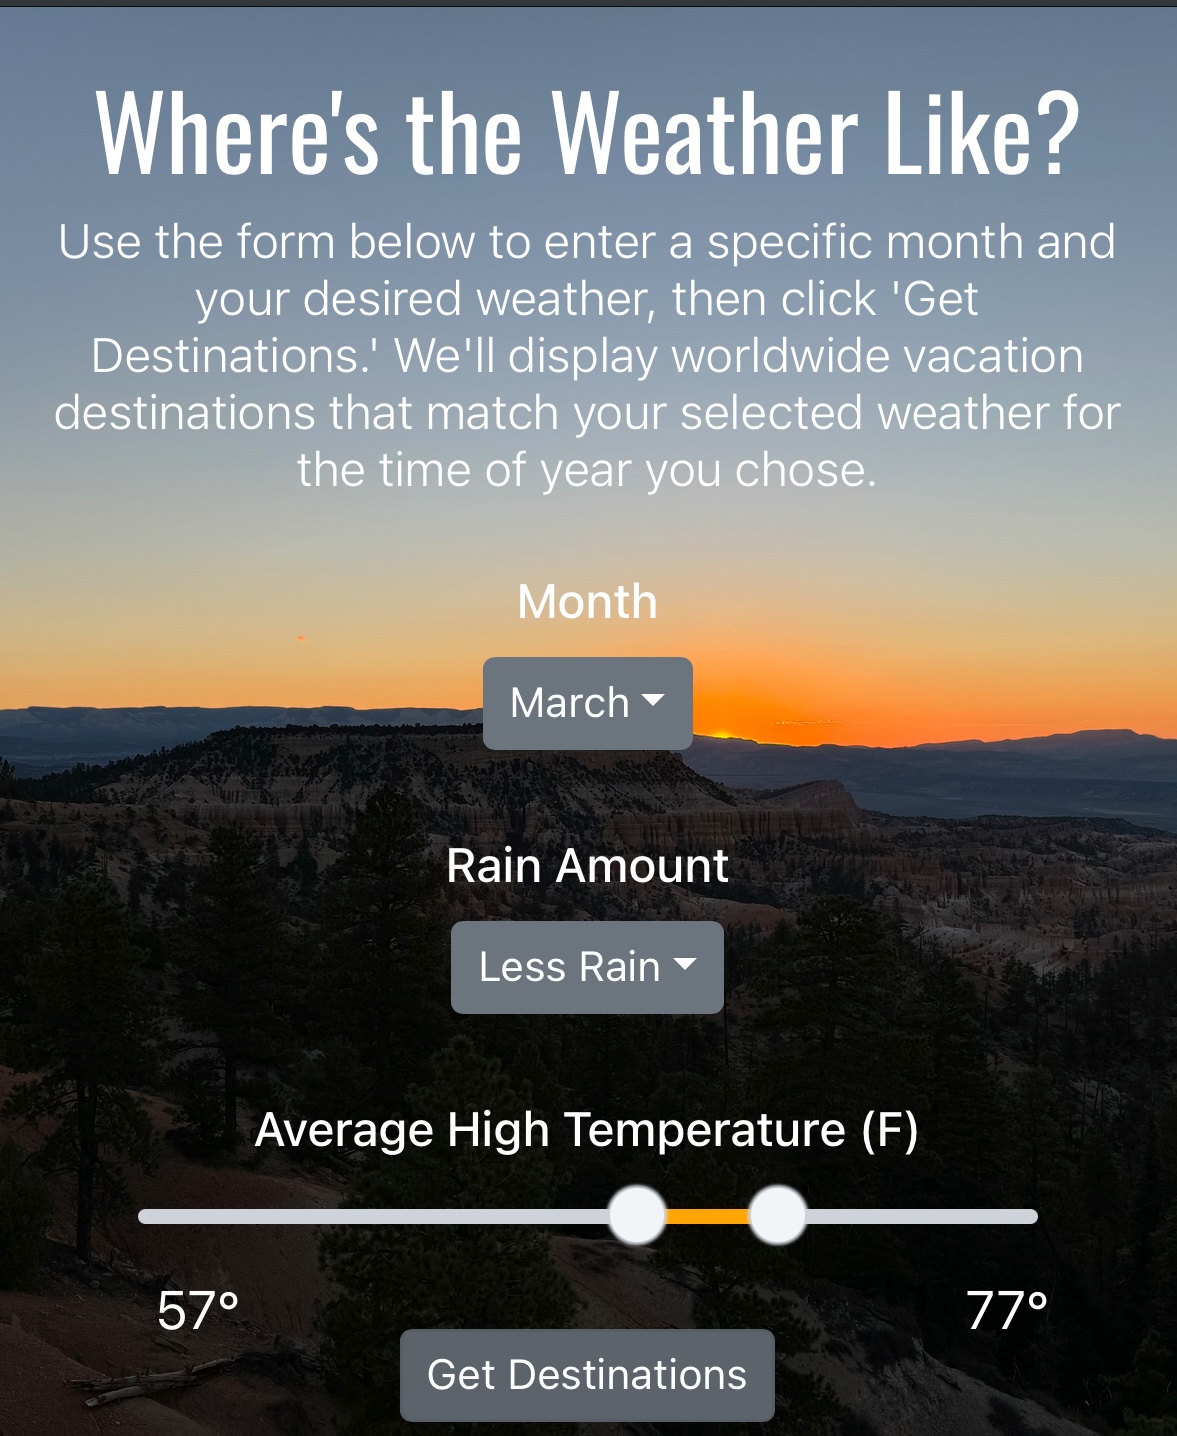 Where's the Weather Like?
Use the form below to enter a specific month and
your desired weather, then click 'Get
Destinations.' We'll display worldwide vacation
destinations that match your selected weather for
the time of year you chose.
Month
March
Rain Amount
Less Rain
Average High Temperature (F)
57° 77°
Get Destinations